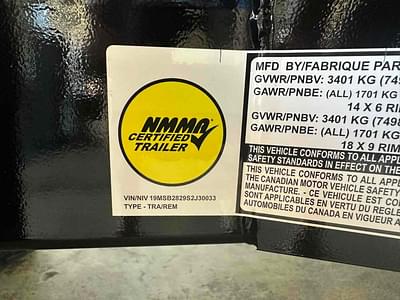 NMMA
CERTIFIED
TRAILER
VIN/NIV 19MSB2829S2J30033
TYPE - TRA/REM
MFD BY/FABRIQUE PAR
GVWR/PNBV: 3401 KG (749
GAWR/PNBE: (ALL) 1701 KG
14 X 6 RIM
GVWR/PNBV: 3401 KG (7498
GAWR/PNBE: (ALL) 1701 KG
18 X 9 RIM
THIS VEHICLE CONFORMS TO ALL APPL
SAFETY STANDARDS IN EFFECT ON THE
THIS VEHICLE CONFORMS TO ALL APPL
THE CANADIAN MOTOR VEHICLE SAFETY
MANUFACTURE. - CE VEHICULE EST CO
SONT APPLICABLES EN VERTU DU REGLE
AUTOMOBILES DU CANADA EN VIGUEUR A